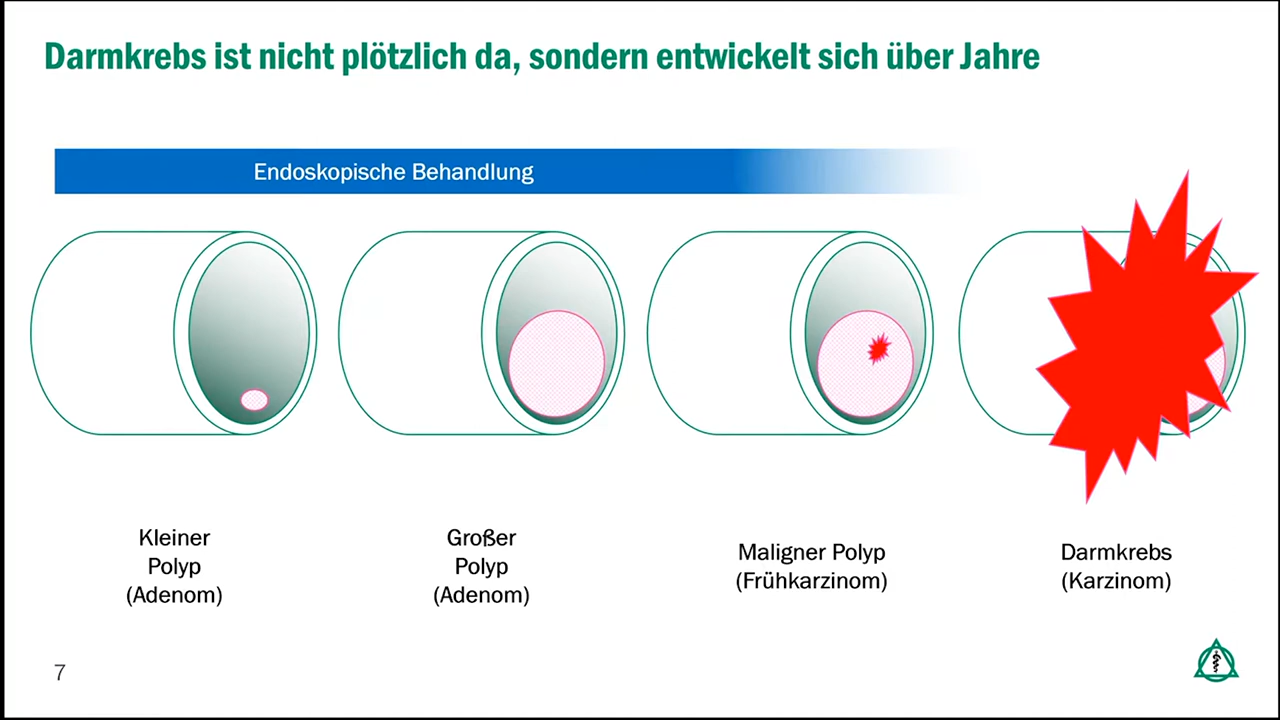 Darmkrebs ist nicht plötzlich da, sondern entwickelt sich über Jahre
Endoskopische Behandlung
Kleiner
Polyp
(Adenom)
Großer
Polyp
(Adenom)
Maligner Polyp
(Frühkarzinom)
Darmkrebs
(Karzinom)
7